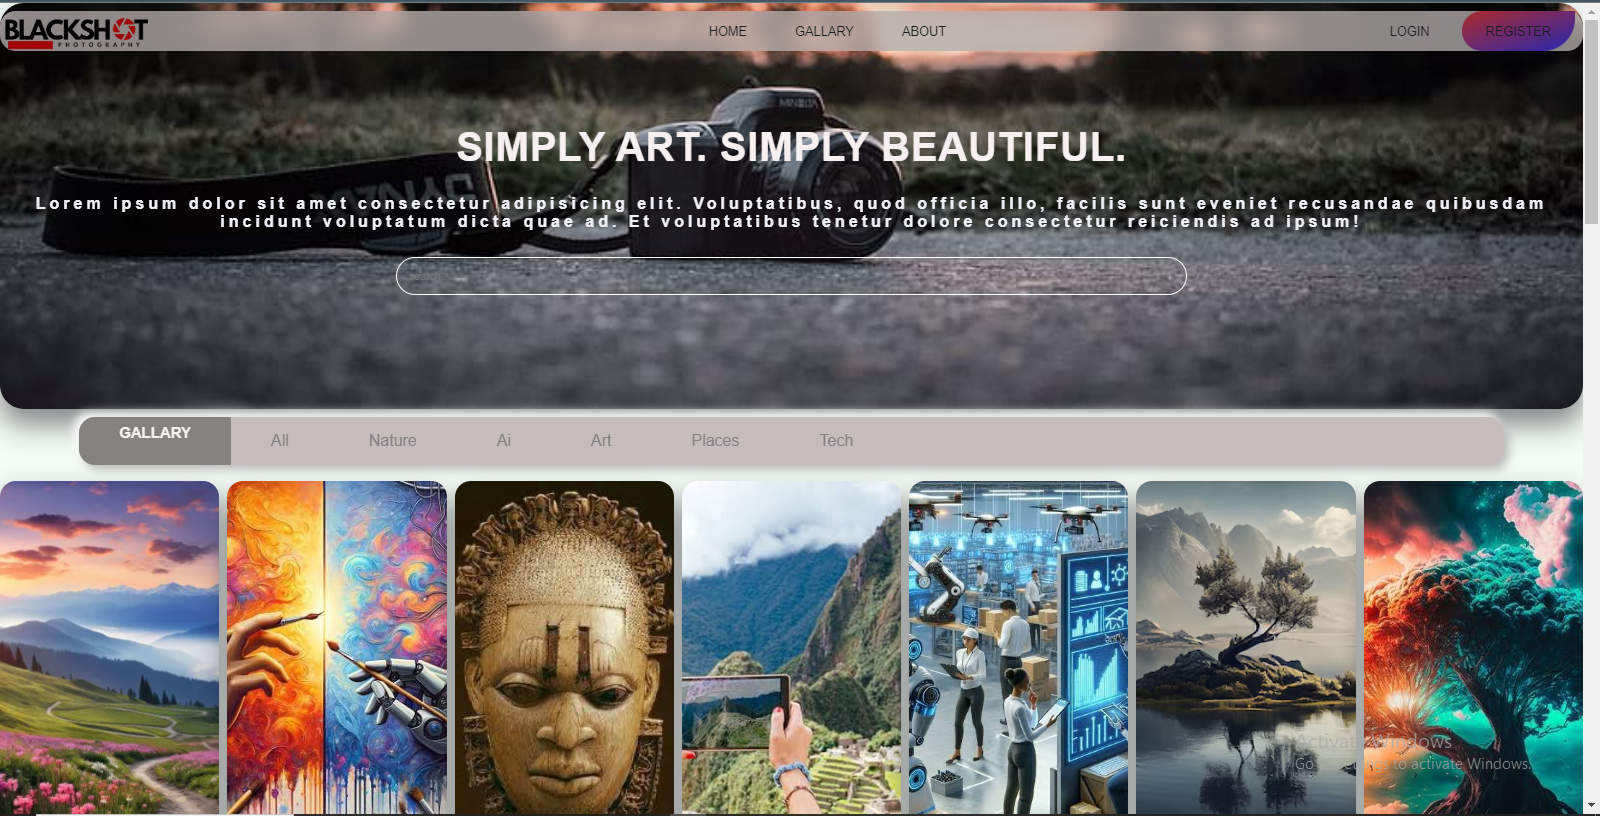 BLACKSHOT
PHOTOGRAPHY
HOME GALLARY ABOUT LOGIN REGISTER
MINOLTA
SIMPLY ART. SIMPLY BEAUTIFUL.
DYNEX
Lorem ipsum dolor sit amet consectetur adipisicing elit. Voluptatibus, quod officia illo, facilis sunt eveniet recusandae quibusdam
incidunt voluptatum dicta quae ad. Et voluptatibus tenetur dolore consectetur reiciendis ad ipsum!
GALLARY All Nature Ai Art Places Tech
Activate Windows
Go to Settings to activate Windows.